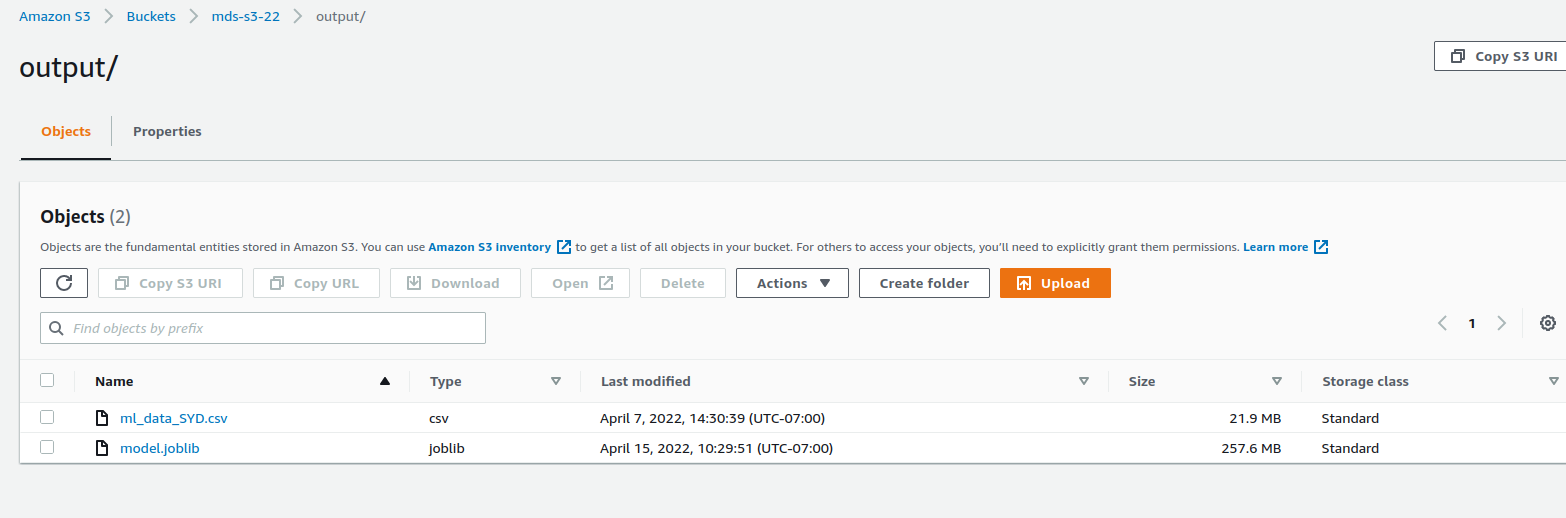 Amazon S3 > Buckets > mds-s3-22 > output/
output/
Copy S3 URI
Objects Properties
Objects (2)
Objects are the fundamental entities stored in Amazon S3. You can use Amazon S3 inventory to get a list of all objects in your bucket. For others to access your objects, you’ll need to explicitly grant them permissions. Learn more
Copy S3 URI Copy URL Download Open Delete Actions Create folder Upload
Find objects by prefix
1
Name Type Last modified Size Storage class
ml_data_SYD.csv csv April 7, 2022, 14:30:39 (UTC-07:00) 21.9 MB Standard
model.joblib joblib April 15, 2022, 10:29:51 (UTC-07:00) 257.6 MB Standard